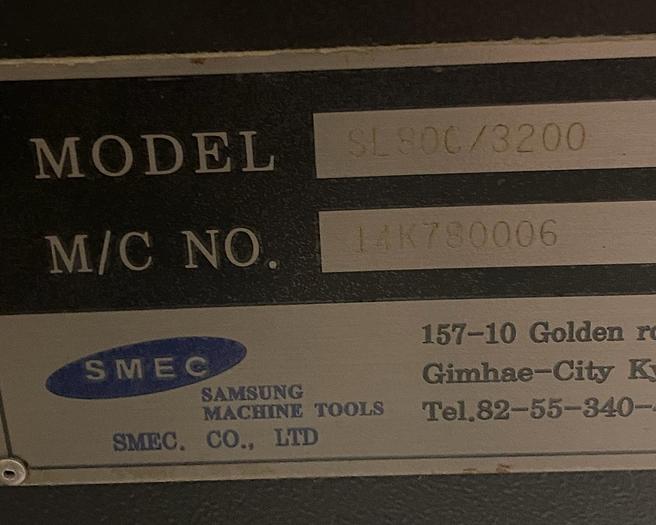 MODEL SL80C/3200
M/C NO. 14K780006
SMEC
SAMSUNG
MACHINE TOOLS
SMEC. CO., LTD
157-10 Golden
Gimhae-City
Tel.82-55-340-